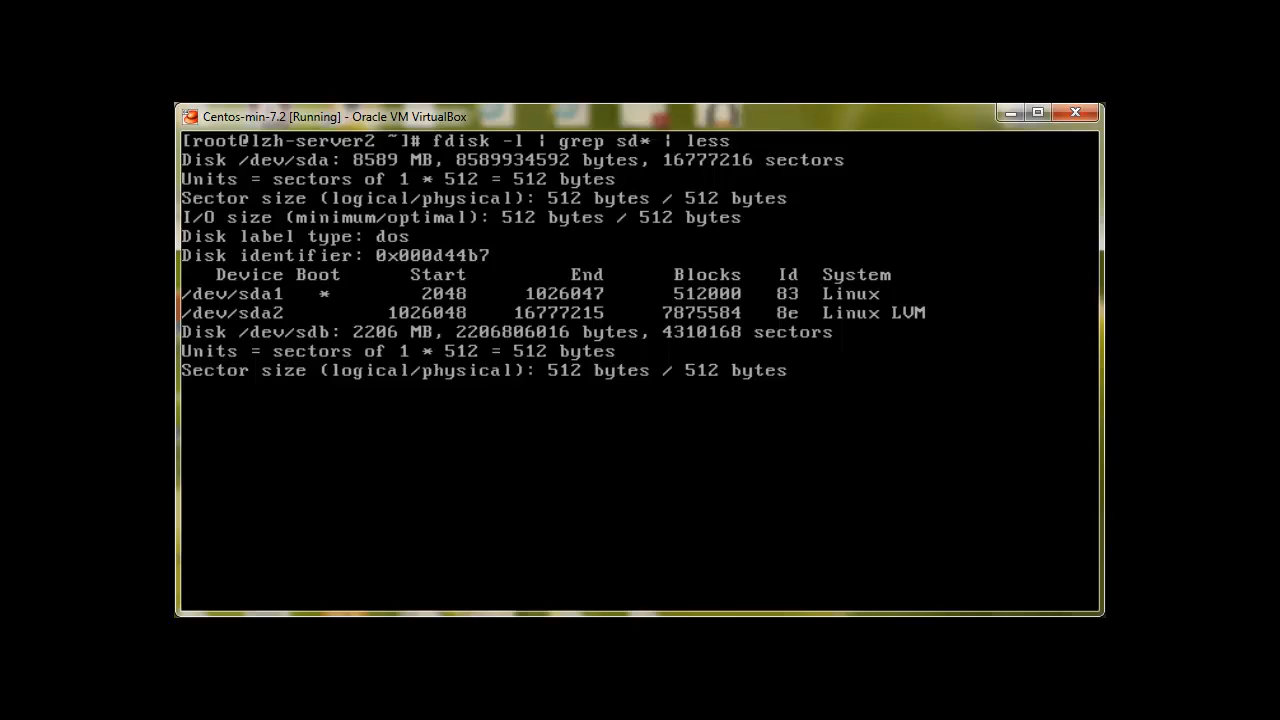 Centos-min-7.2 [Running] - Oracle VM VirtualBox
[root@lzh-server2 ~]# fdisk -l | grep sd* | less
Disk /dev/sda: 8589 MB, 8589934592 bytes, 16777216 sectors
Units = sectors of 1 * 512 = 512 bytes
Sector size (logical/physical): 512 bytes / 512 bytes
I/O size (minimum/optimal): 512 bytes / 512 bytes
Disk label type: dos
Disk identifier: 0x000d44b7
   Device Boot      Start         End      Blocks   Id  System
/dev/sda1   *        2048     1026047      512000   83  Linux
/dev/sda2         1026048    16777215     7875584   8e  Linux LVM
Disk /dev/sdb: 2206 MB, 2206806016 bytes, 4310168 sectors
Units = sectors of 1 * 512 = 512 bytes
Sector size (logical/physical): 512 bytes / 512 bytes